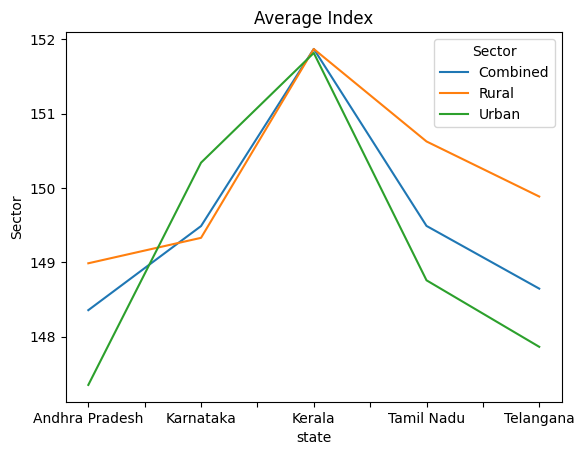 Average Index
Sector
Combined
Rural
Urban
152
151
150
149
148
Sector
Andhra Pradesh Karnataka Kerala Tamil Nadu Telangana
state